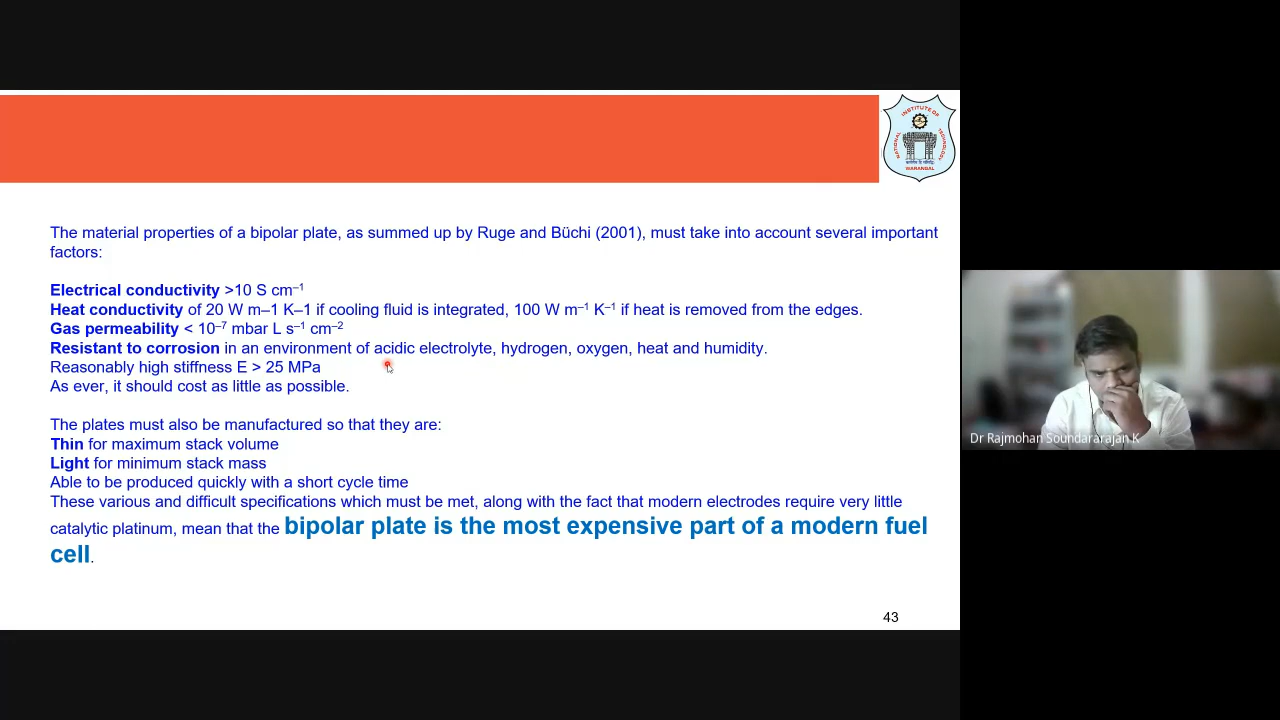 INSTITUTE OF
NATIONAL
TECHNOLOGY
WARANGAL
The material properties of a bipolar plate, as summed up by Ruge and Büchi (2001), must take into account several important
factors:
Electrical conductivity >10 S cm⁻¹
Heat conductivity of 20 W m–1 K–1 if cooling fluid is integrated, 100 W m⁻¹ K⁻¹ if heat is removed from the edges.
Gas permeability < 10⁻⁷ mbar L s⁻¹ cm⁻²
Resistant to corrosion in an environment of acidic electrolyte, hydrogen, oxygen, heat and humidity.
Reasonably high stiffness E > 25 MPa
As ever, it should cost as little as possible.
The plates must also be manufactured so that they are:
Thin for maximum stack volume
Light for minimum stack mass
Able to be produced quickly with a short cycle time
These various and difficult specifications which must be met, along with the fact that modern electrodes require very little
catalytic platinum, mean that the bipolar plate is the most expensive part of a modern fuel
cell.
43
Dr Rajmohan Soundararajan K